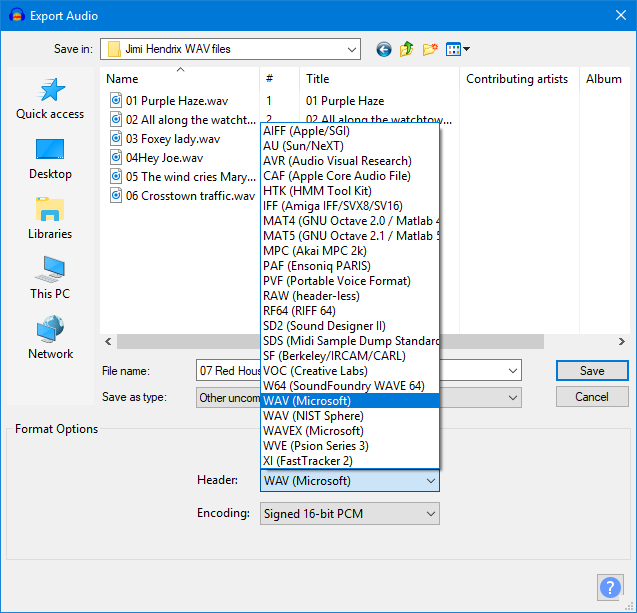 Export Audio
Save in: Jimi Hendrix WAV files
Name # Title Contributing artists Album
01 Purple Haze.wav 1 01 Purple Haze
02 All along the watcht... 2 02 All along the watchtow...
03 Foxey lady.wav
04Hey Joe.wav
05 The wind cries Mary...
06 Crosstown traffic.wav
Quick access
Desktop
Libraries
This PC
Network
AIFF (Apple/SGI)
AU (Sun/NeXT)
AVR (Audio Visual Research)
CAF (Apple Core Audio File)
HTK (HMM Tool Kit)
IFF (Amiga IFF/SVX8/SV16)
MAT4 (GNU Octave 2.0 / Matlab 4
MAT5 (GNU Octave 2.1 / Matlab 5
MPC (Akai MPC 2k)
PAF (Ensoniq PARIS)
PVF (Portable Voice Format)
RAW (header-less)
RF64 (RIFF 64)
SD2 (Sound Designer II)
SDS (Midi Sample Dump Standard
SF (Berkeley/IRCAM/CARL)
VOC (Creative Labs)
W64 (SoundFoundry WAVE 64)
WAV (Microsoft)
WAV (NIST Sphere)
WAVEX (Microsoft)
WVE (Psion Series 3)
XI (FastTracker 2)
File name: 07 Red Hou Save
Save as type: Other uncom Cancel
Format Options
Header: WAV (Microsoft)
Encoding: Signed 16-bit PCM
?